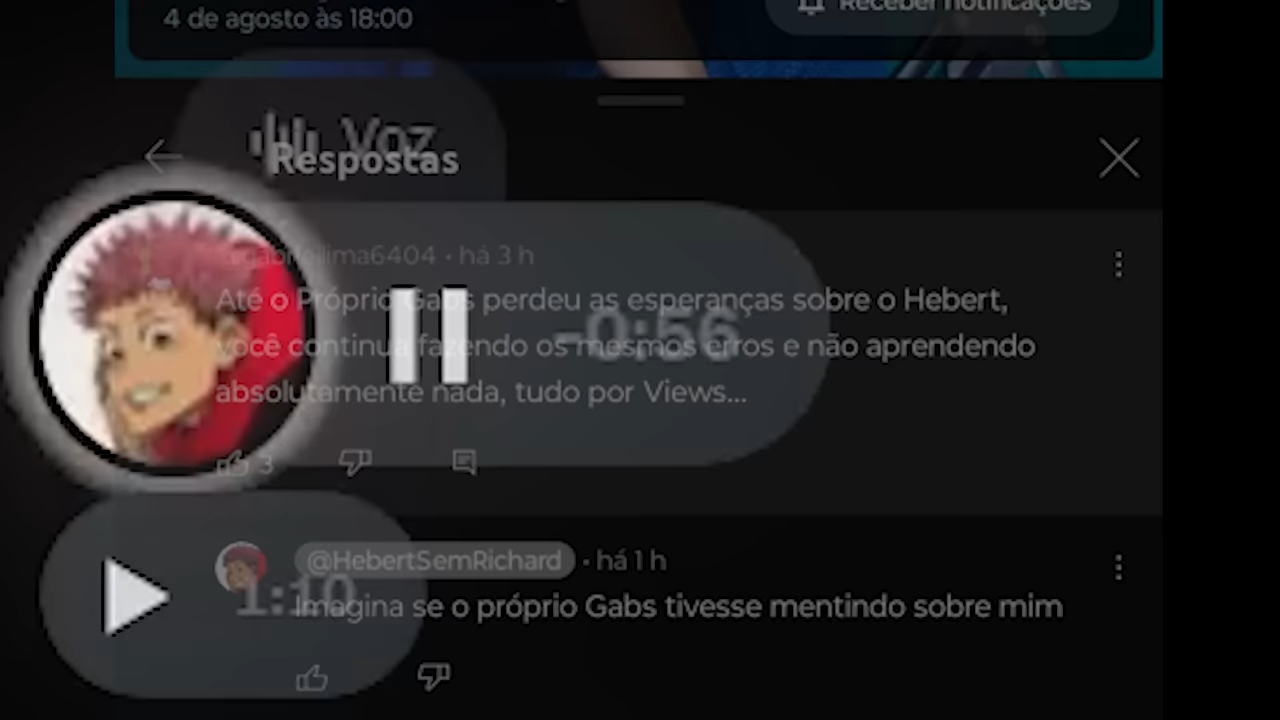 4 de agosto às 18:00
Receber notificações
Voz
Respostas
@gabriellima6404 · há 3 h
Até o Próprio Gabs perdeu as esperanças sobre o Hebert,
você continua fazendo os mesmos erros e não aprendendo
absolutamente nada, tudo por Views...
-0:56
3
@HebertSemRichard · há 1 h
1:10
Imagina se o próprio Gabs tivesse mentindo sobre mim